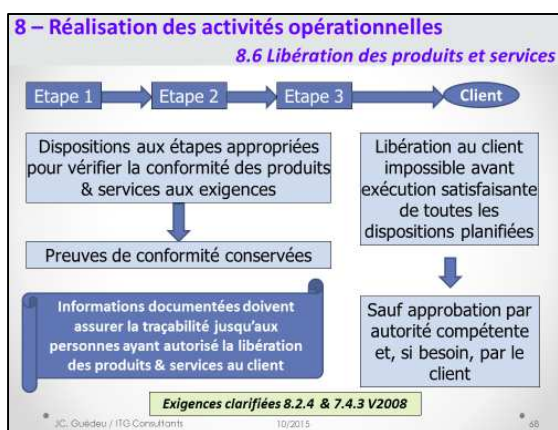 8 – Réalisation des activités opérationnelles
8.6 Libération des produits et services
Etape 1
Etape 2
Etape 3
Client
Dispositions aux étapes appropriées
pour vérifier la conformité des produits
& services aux exigences
Preuves de conformité conservées
Informations documentées doivent
assurer la traçabilité jusqu'aux
personnes ayant autorisé la libération
des produits & services au client
Libération au client
impossible avant
exécution satisfaisante
de toutes les
dispositions planifiées
Sauf approbation par
autorité compétente
et, si besoin, par le
client
Exigences clarifiées 8.2.4 & 7.4.3 V2008
JC. Guédeu / ITG Consultants
10/2015
68